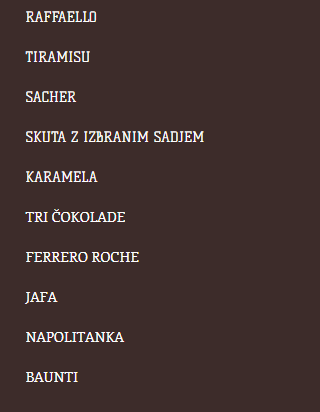 RAFFAELLO
TIRAMISU
SACHER
SKUTA Z IZbRANIM SADJEM
KARAMELA
TRI ČOKOLADE
FERRERO ROCHE
JAFA
NAPOLITANKA
BAUNTI